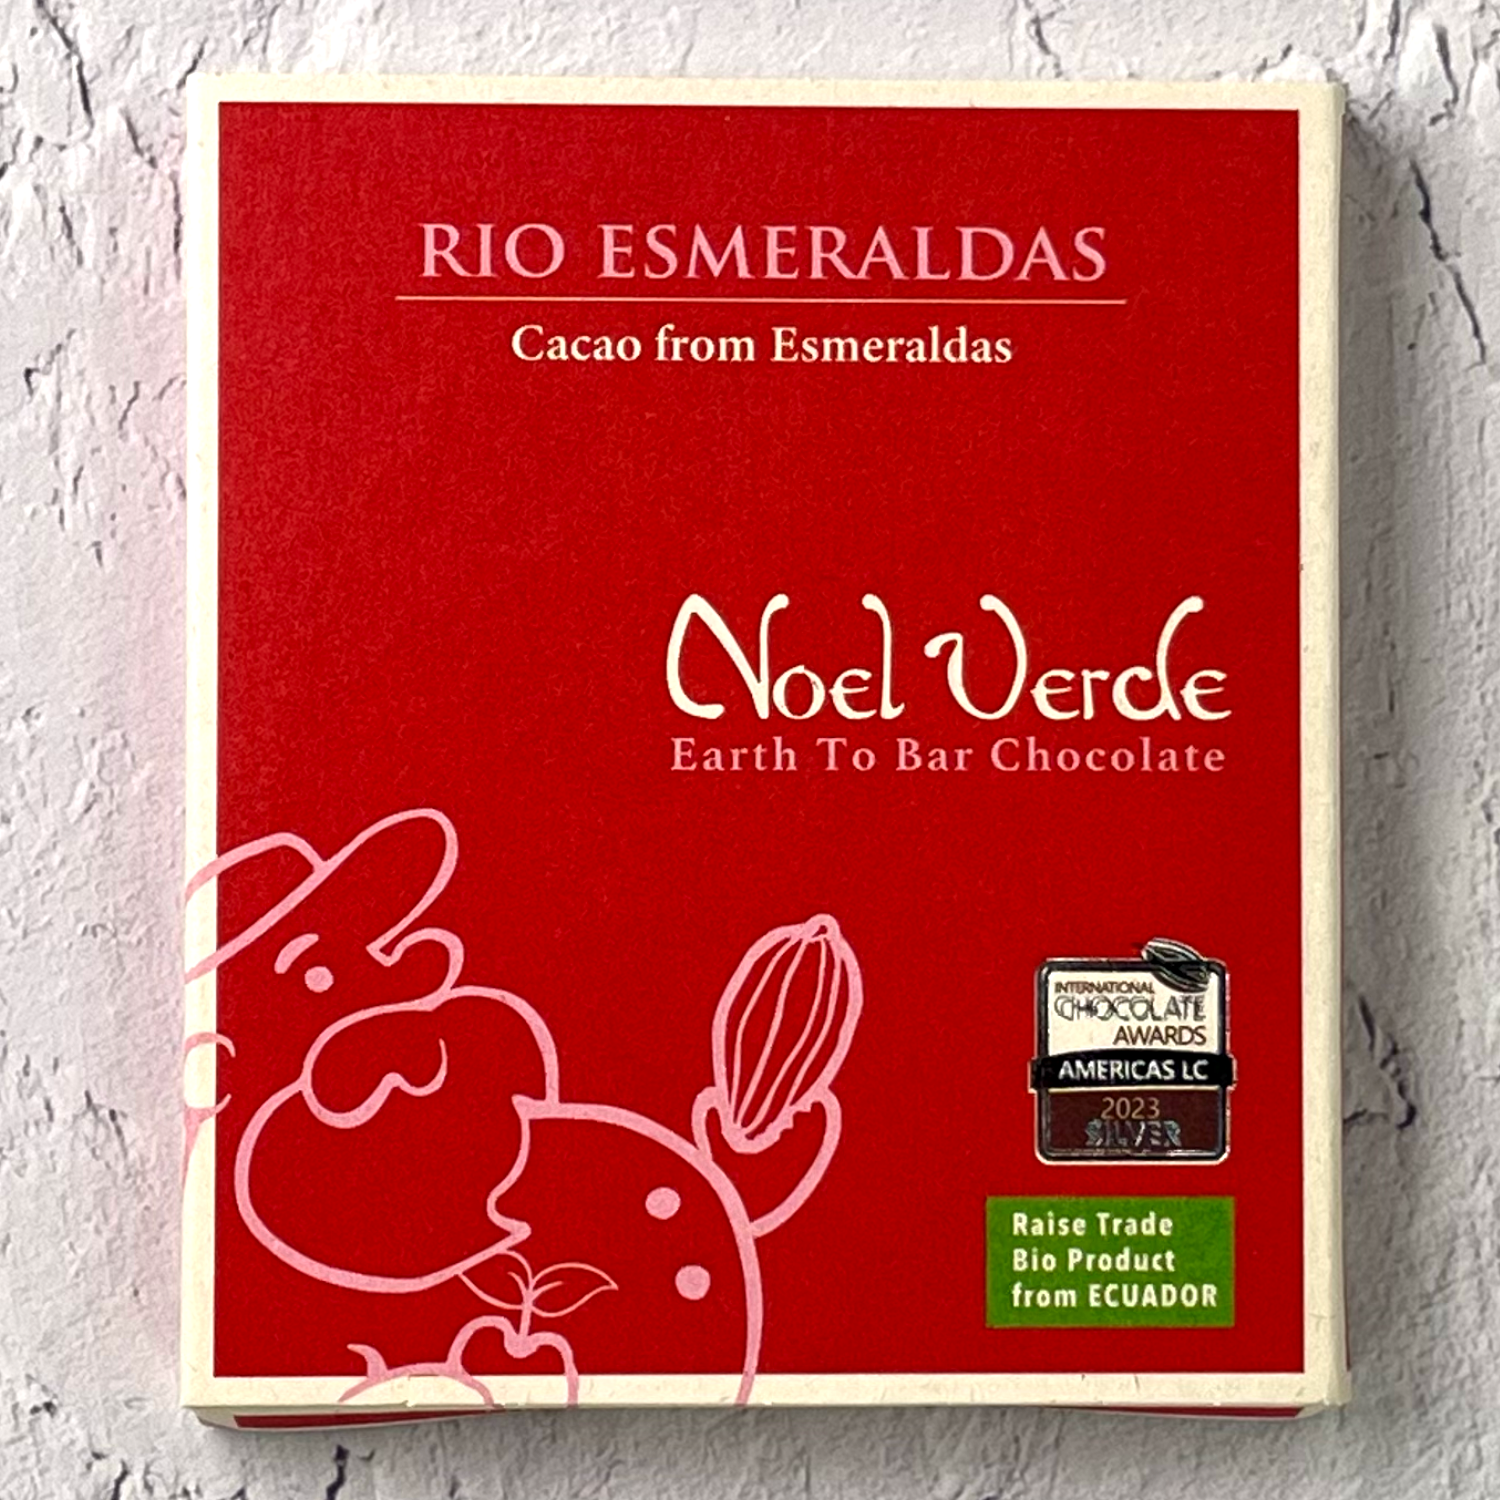 RIO ESMERALDAS
Cacao from Esmeraldas
Noel Verde
Earth To Bar Chocolate
INTERNATIONAL
CHOCOLATE
AWARDS
AMERICAS LC
2023
SILVER
Raise Trade
Bio Product
from ECUADOR